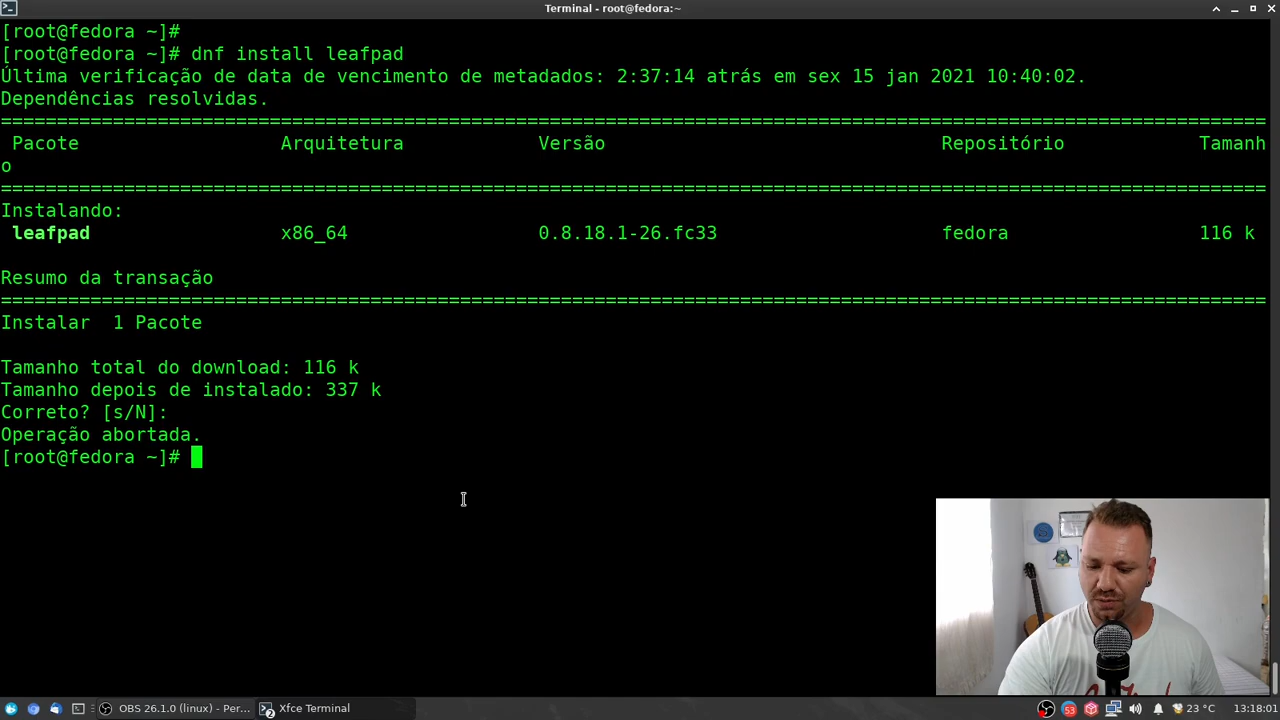 Terminal - root@fedora:~
[root@fedora ~]#
[root@fedora ~]# dnf install leafpad
Última verificação de data de vencimento de metadados: 2:37:14 atrás em sex 15 jan 2021 10:40:02.
Dependências resolvidas.
================================================================================================================
Pacote Arquitetura Versão Repositório Tamanh
o
================================================================================================================
Instalando:
leafpad x86_64 0.8.18.1-26.fc33 fedora 116 k
Resumo da transação
================================================================================================================
Instalar  1 Pacote
Tamanho total do download: 116 k
Tamanho depois de instalado: 337 k
Correto? [s/N]:
Operação abortada.
[root@fedora ~]#
OBS 26.1.0 (linux) - Per... 2 Xfce Terminal 53 23 °C 13:18:01